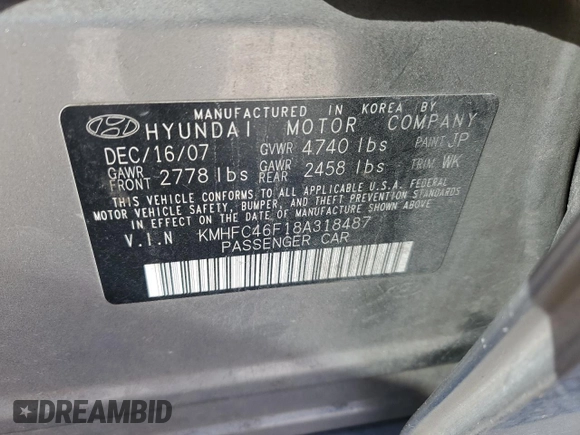 MANUFACTURED IN KOREA BY
HYUNDAI MOTOR COMPANY
DEC/16/07 GVWR 4740 lbs PAINT JP
GAWR FRONT 2778 lbs GAWR REAR 2458 lbs TRIM WK
THIS VEHICLE CONFORMS TO ALL APPLICABLE U.S.A. FEDERAL
MOTOR VEHICLE SAFETY, BUMPER, AND THEFT PREVENTION STANDARDS
IN EFFECT ON THE DATE OF MANUFACTURE SHOWN ABOVE.
V.I.N KMHFC46F18A318487
PASSENGER CAR
DREAMBID